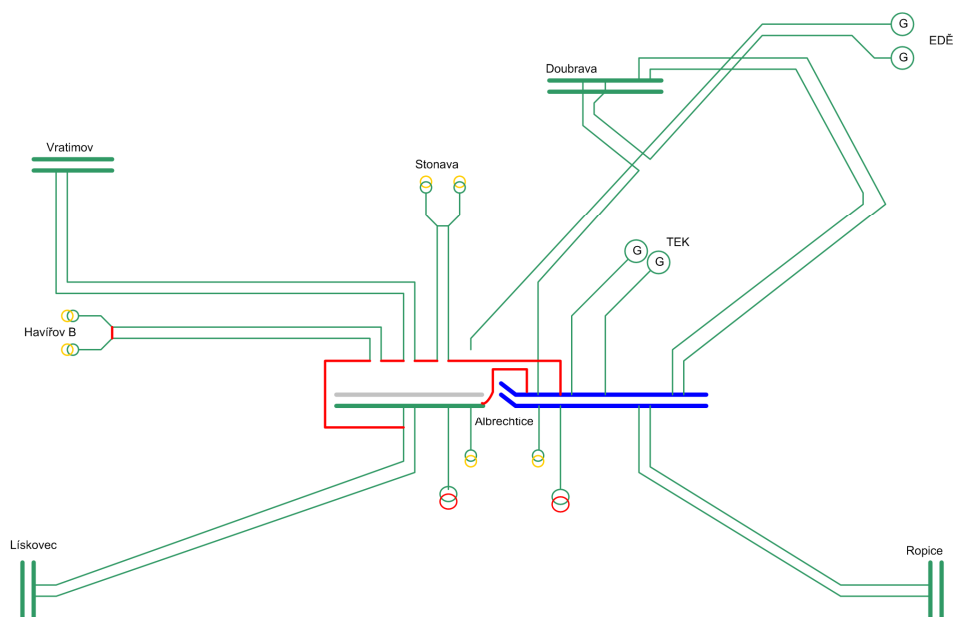 G
EDĚ
G
Doubrava
Vratimov
Stonava
TEK
G
G
Havířov B
Albrechtice
Lískovec
Ropice